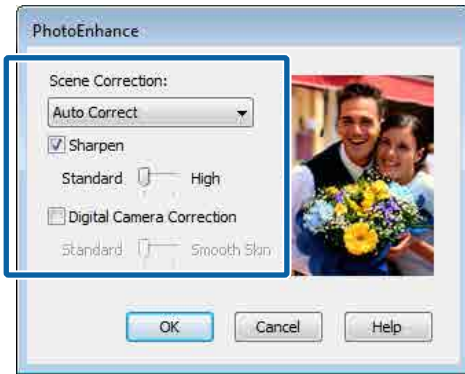 PhotoEnhance
Scene Correction:
Auto Correct
Sharpen
Standard High
Digital Camera Correction
Standard Smooth Skin
OK Cancel Help